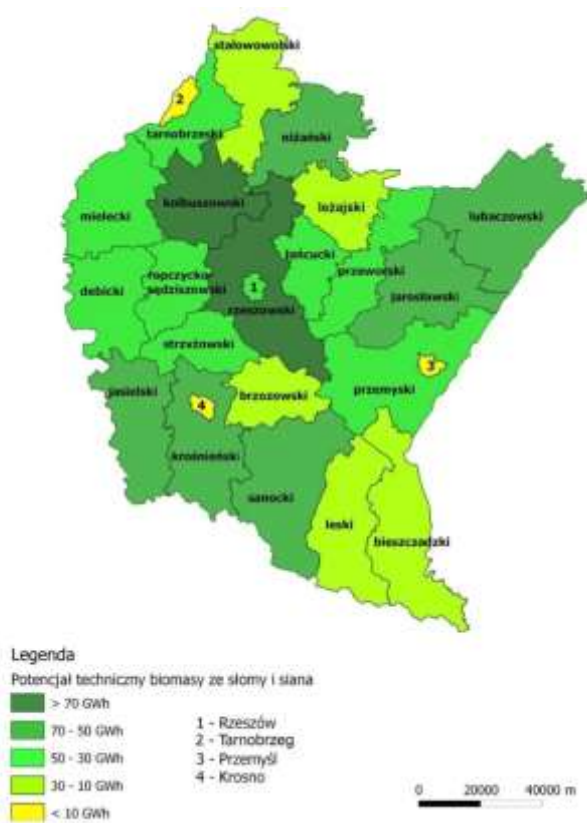 stalowowolski
2
tarnobrzeski
niżański
kolbuszowski
leżajski
mielecki
lubaczowski
łańcucki
przeworski
ropczycko-
sędziszowski
dębicki
1
jarosławski
rzeszowski
strzyżowski
3
jasielski
przemyski
brzozowski
4
krośnieński
sanocki
leski
bieszczadzki
Legenda
Potencjał techniczny biomasy ze słomy i siana
> 70 GWh
70 - 50 GWh
50 - 30 GWh
30 - 10 GWh
< 10 GWh
1 - Rzeszów
2 - Tarnobrzeg
3 - Przemyśl
4 - Krosno
0 20000 40000 m